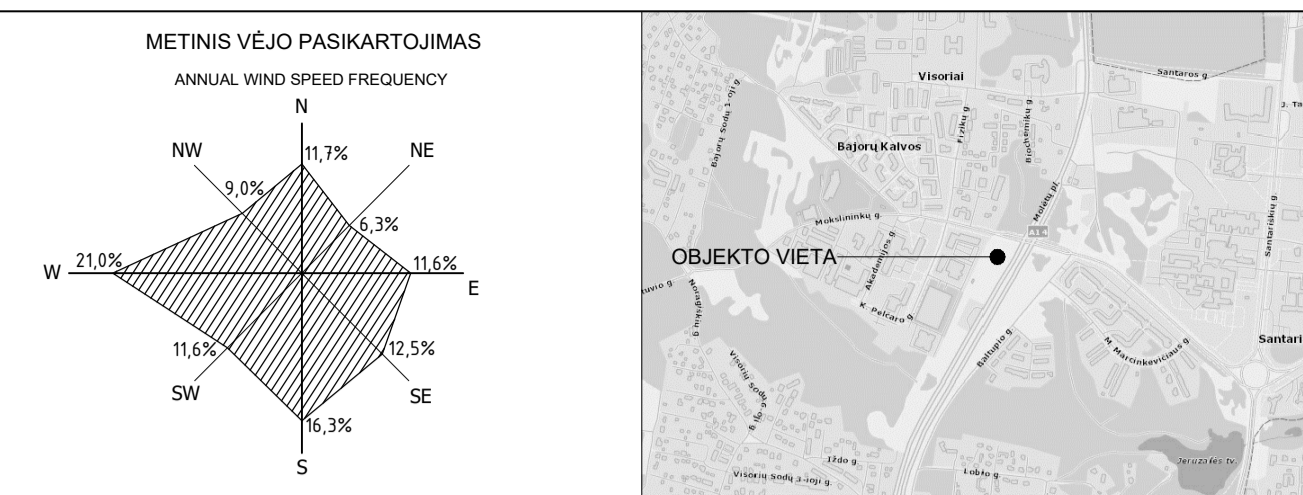 METINIS VĖJO PASIKARTOJIMAS
ANNUAL WIND SPEED FREQUENCY
N
NW
NE
11,7%
9,0%
6,3%
W
21,0%
11,6%
E
11,6%
12,5%
SW
SE
16,3%
S
Visoriai
Santaros g.
J. Ta
Bajorų Sodų 1-oji g.
Fizikų g.
Biochemikų g.
Bajorų Kalvos
Molėtų pl.
Mokslininkų g.
A14
Santariškių g.
OBJEKTO VIETA
Akademijos g.
tuvio g.
Noragiškių g.
K. Pelcaro g.
Baltupio g.
M. Marcinkevičiaus g.
Santari
Visorių Sodų
Iždo g.
Visorių Sodų 3-ioji g.
Lobio g.
Jeruzalės tv.